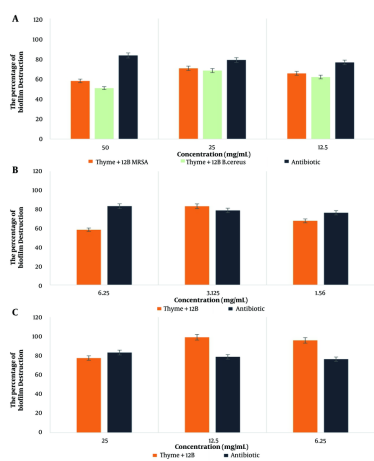 A
The percentage of
biofilm Destruction
120
100
80
60
40
20
0
50
25
12.5
Concentration (mg/mL)
Thyme + 12B MRSA
Thyme + 12B B.cereus
Antibiotic
B
The percentage of
biofilm Destruction
120
100
80
60
40
20
0
6.25
3.125
1.56
Concentration (mg/mL)
Thyme + 12B
Antibiotic
C
The percentage of
biofilm Destruction
120
100
80
60
40
20
0
25
12.5
6.25
Concentration (mg/mL)
Thyme + 12B
Antibiotic